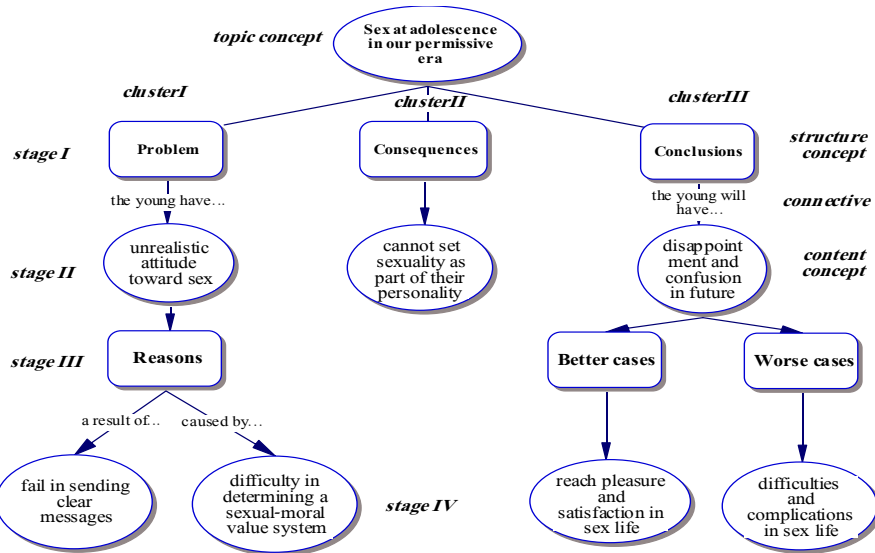 topic concept
Sex at adolescence
in our permissive
era
clusterI
clusterII
clusterIII
stage I
Problem
Consequences
Conclusions
structure
concept
the young have...
the young will
have...
connective
stage II
unrealistic
attitude
toward sex
cannot set
sexuality as
part of their
personality
disappoint
ment and
confusion
in future
content
concept
stage III
Reasons
Better cases
Worse cases
a result of...
caused by...
fail in sending
clear
messages
difficulty in
determining a
sexual-moral
value system
stage IV
reach pleasure
and
satisfaction in
sex life
difficulties
and
complications
in sex life